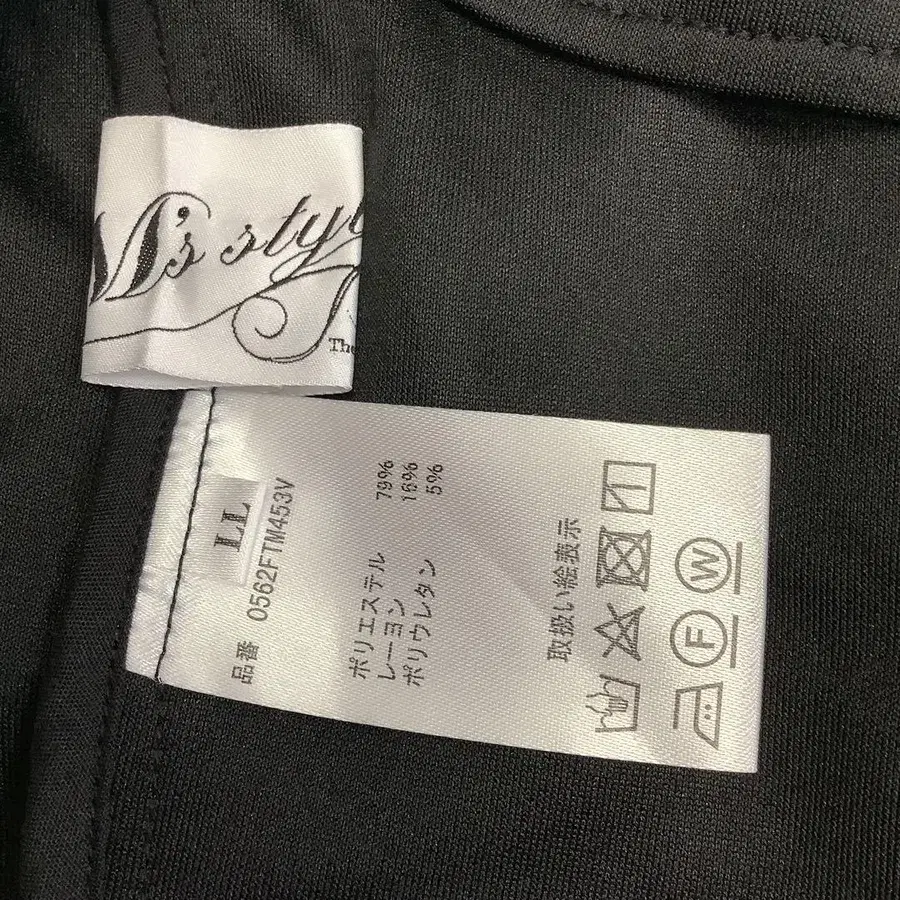 M's styl
The
LL
品番 0562FTM453V
ポリエステル 79%
レーヨン 16%
ポリウレタン 5%
取扱い絵表示
W
F